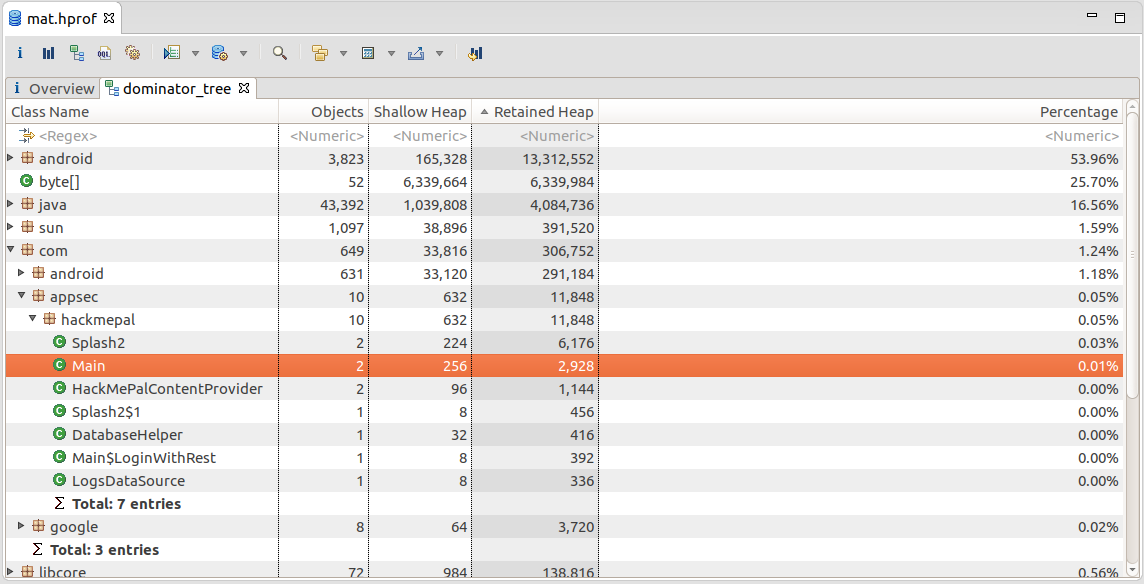 mat.hprof
i OQL
i Overview dominator_tree
Class Name Objects Shallow Heap Retained Heap Percentage
<Regex> <Numeric> <Numeric> <Numeric> <Numeric>
android 3,823 165,328 13,312,552 53.96%
C byte[] 52 6,339,664 6,339,984 25.70%
java 43,392 1,039,808 4,084,736 16.56%
sun 1,097 38,896 391,520 1.59%
com 649 33,816 306,752 1.24%
android 631 33,120 291,184 1.18%
appsec 10 632 11,848 0.05%
hackmepal 10 632 11,848 0.05%
C Splash2 2 224 6,176 0.03%
C Main 2 256 2,928 0.01%
C HackMePalContentProvider 2 96 1,144 0.00%
C Splash2$1 1 8 456 0.00%
C DatabaseHelper 1 32 416 0.00%
C Main$LoginWithRest 1 8 392 0.00%
C LogsDataSource 1 8 336 0.00%
Σ Total: 7 entries
google 8 64 3,720 0.02%
Σ Total: 3 entries
libcore 72 984 138,816 0.56%